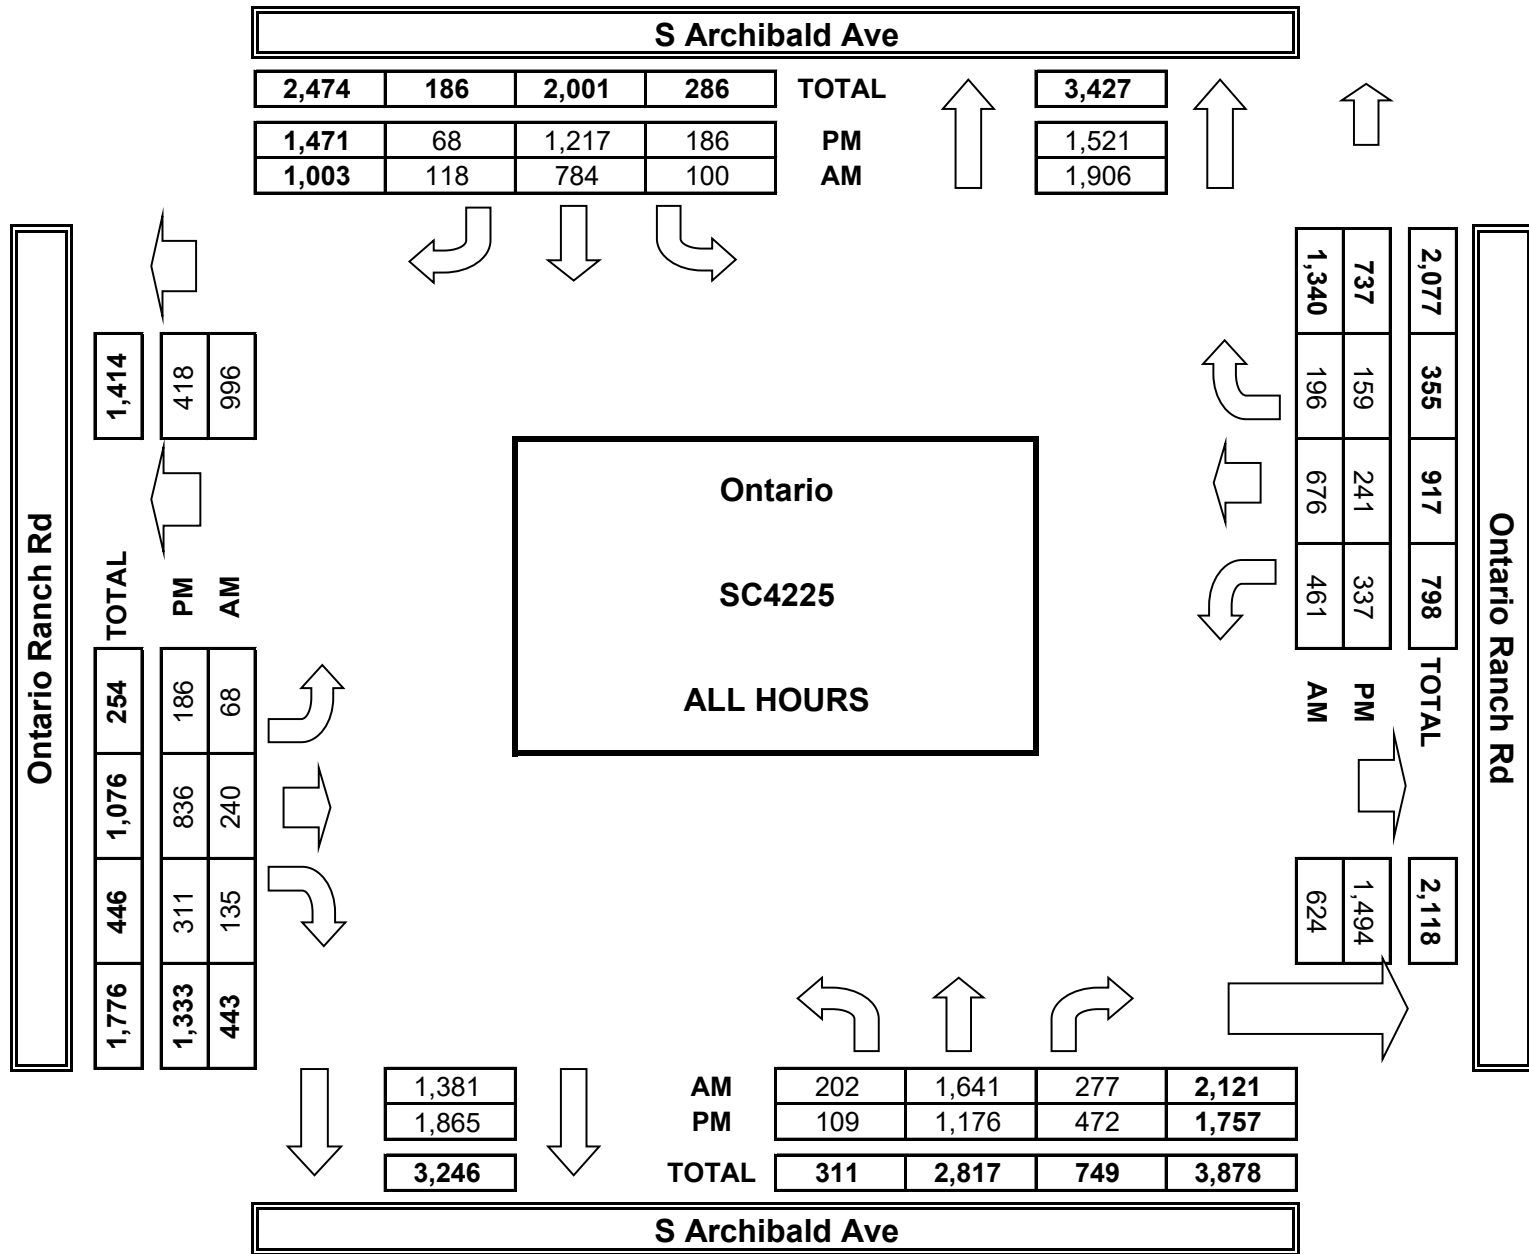 S Archibald Ave
2,474 186 2,001 286 TOTAL 3,427
1,471 68 1,217 186 PM 1,521
1,003 118 784 100 AM 1,906
Ontario Ranch Rd
1,414
418
996
TOTAL
PM
AM
254 1,076 446 1,776
186 836 311 1,333
68 240 135 443
Ontario
SC4225
ALL HOURS
2,077 355 917 798 TOTAL 2,118
737 159 241 337 PM 1,494
1,340 196 676 461 AM 624
Ontario Ranch Rd
1,381 AM 202 1,641 277 2,121
1,865 PM 109 1,176 472 1,757
3,246 TOTAL 311 2,817 749 3,878
S Archibald Ave